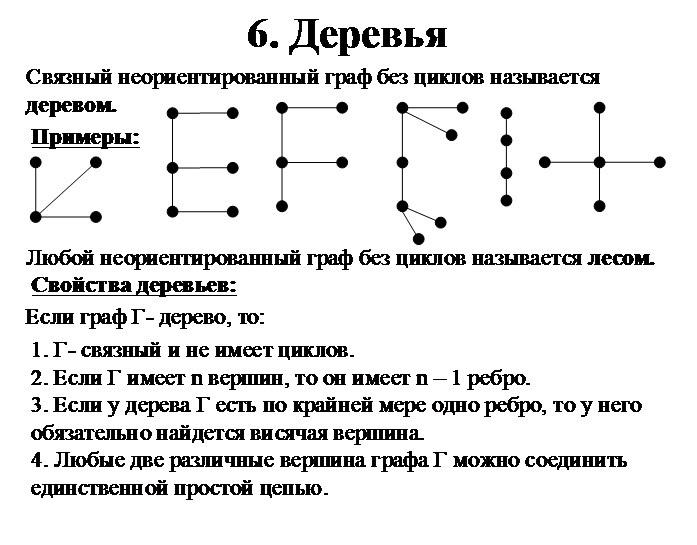 6. Деревья
Связный неориентированный граф без циклов называется
деревом.
Примеры:
Любой неориентированный граф без циклов называется лесом.
Свойства деревьев:
Если граф Г- дерево, то:
1. Г- связный и не имеет циклов.
2. Если Г имеет n вершин, то он имеет n – 1 ребро.
3. Если у дерева Г есть по крайней мере одно ребро, то у него
обязательно найдется висячая вершина.
4. Любые две различные вершина графа Г можно соединить
единственной простой цепью.